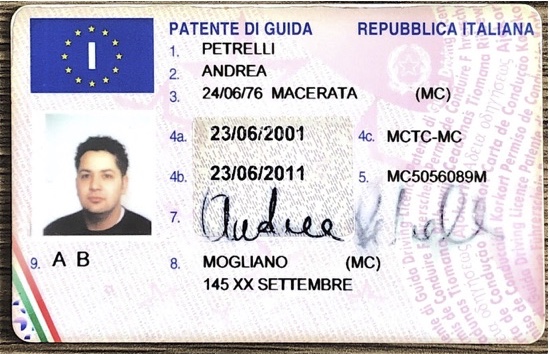 PATENTE DI GUIDA REPUBBLICA ITALIANA
I
1. PETRELLI
2. ANDREA
3. 24/06/76 MACERATA (MC)
4a. 23/06/2001 4c. MCTC-MC
4b. 23/06/2011 5. MC5056089M
7. Andrea
9. A B 8. MOGLIANO (MC)
145 XX SETTEMBRE